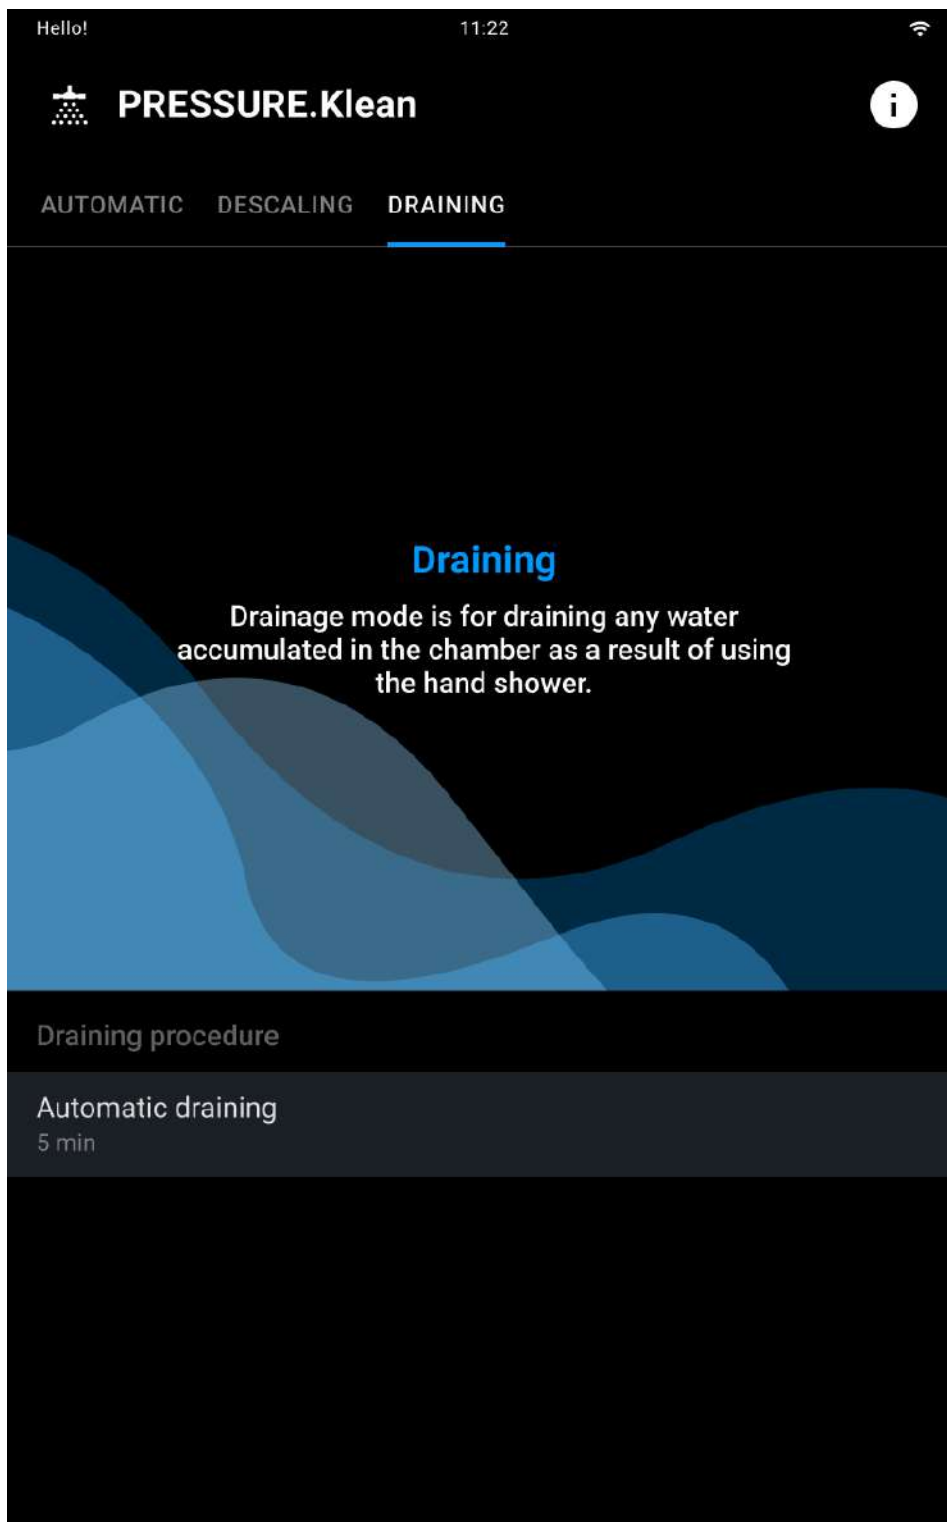 Hello!
11:22
PRESSURE.Klean
i
AUTOMATIC DESCALING DRAINING
Draining
Drainage mode is for draining any water
accumulated in the chamber as a result of using
the hand shower.
Draining procedure
Automatic draining
5 min